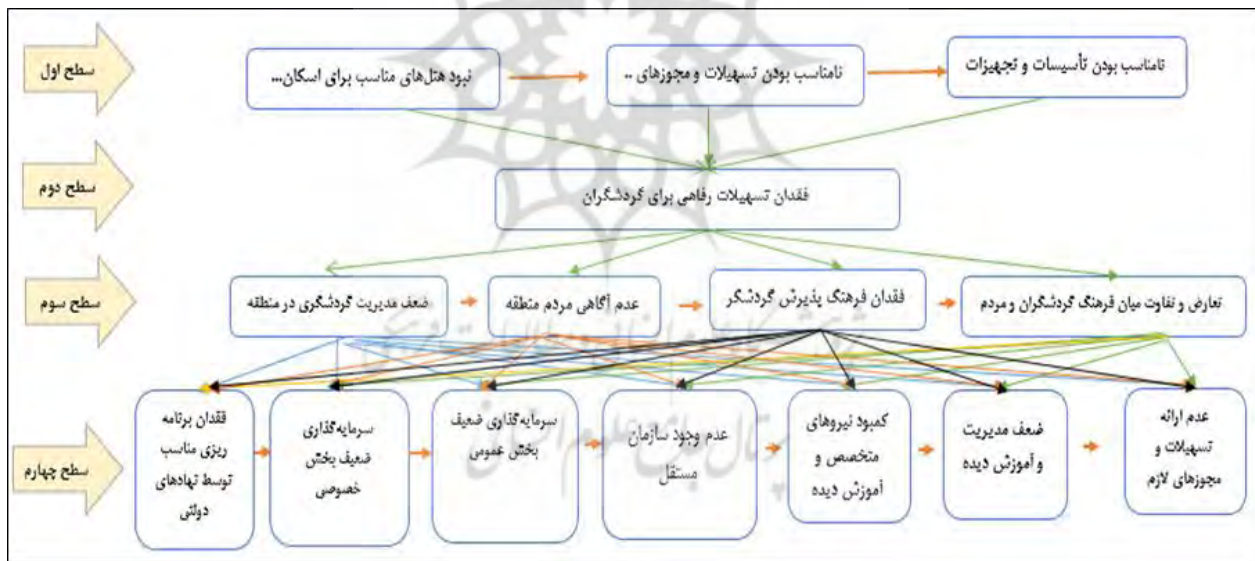 سطح اول
نامناسب بودن تأسیسات و تجهیزات
نامناسب بودن تسهیلات و مجوزهای ..
نبود هتل‌های مناسب برای اسکان...
سطح دوم
فقدان تسهیلات رفاهی برای گردشگران
سطح سوم
تعارض و تفاوت میان فرهنگ گردشگران و مردم
فقدان فرهنگ پذیرش گردشگر
عدم آگاهی مردم منطقه
ضعف مدیریت گردشگری در منطقه
سطح چهارم
عدم ارائه
تسهیلات و
مجوزهای لازم
ضعف مدیریت
و آموزش دیده
کمبود نیروهای
متخصص و
آموزش دیده
عدم وجود سازمان
مستقل
سرمایه‌گذاری ضعیف
بخش عمومی
سرمایه‌گذاری
ضعیف بخش
خصوصی
فقدان برنامه
ریزی مناسب
توسط نهادهای
دولتی
پرتال جامع علوم انسانی